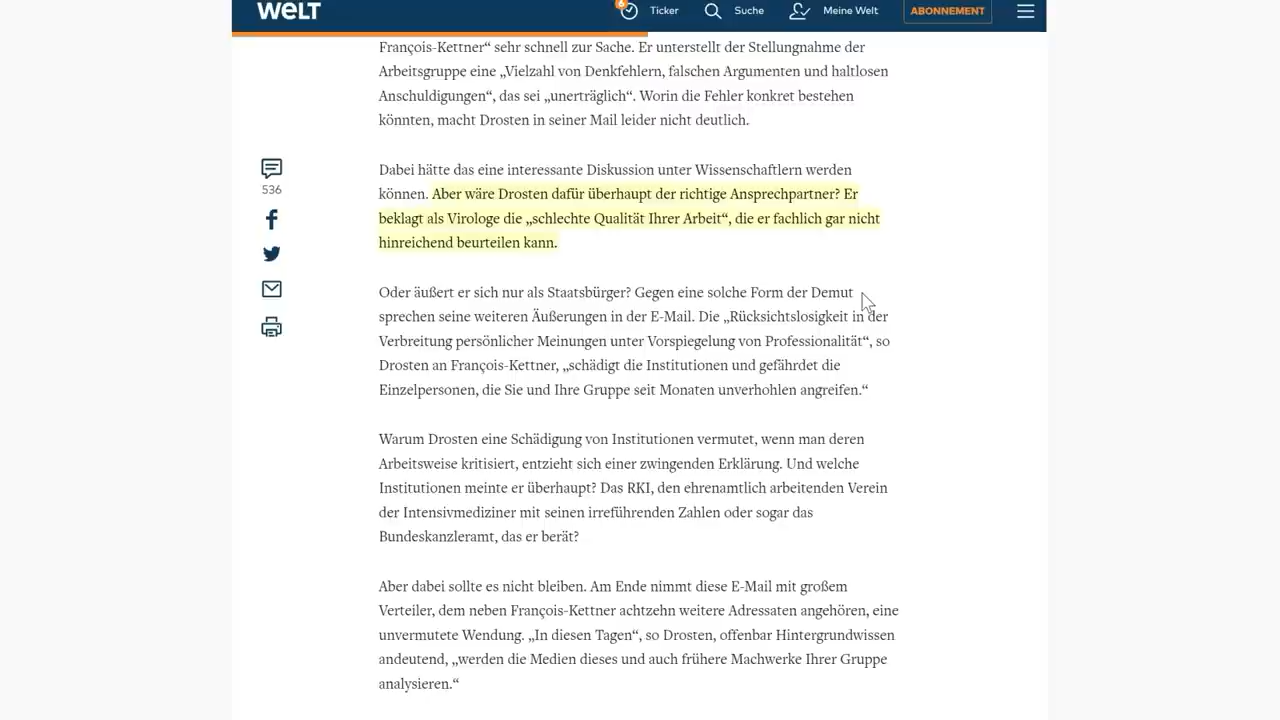 WELT
6
Ticker
Suche
Meine Welt
ABONNEMENT
François-Kettner“ sehr schnell zur Sache. Er unterstellt der Stellungnahme der
Arbeitsgruppe eine „Vielzahl von Denkfehlern, falschen Argumenten und haltlosen
Anschuldigungen“, das sei „unerträglich“. Worin die Fehler konkret bestehen
könnten, macht Drosten in seiner Mail leider nicht deutlich.
536
Dabei hätte das eine interessante Diskussion unter Wissenschaftlern werden
können. Aber wäre Drosten dafür überhaupt der richtige Ansprechpartner? Er
beklagt als Virologe die „schlechte Qualität Ihrer Arbeit“, die er fachlich gar nicht
hinreichend beurteilen kann.
Oder äußert er sich nur als Staatsbürger? Gegen eine solche Form der Demut
sprechen seine weiteren Äußerungen in der E-Mail. Die „Rücksichtslosigkeit in der
Verbreitung persönlicher Meinungen unter Vorspiegelung von Professionalität“, so
Drosten an François-Kettner, „schädigt die Institutionen und gefährdet die
Einzelpersonen, die Sie und Ihre Gruppe seit Monaten unverhohlen angreifen.“
Warum Drosten eine Schädigung von Institutionen vermutet, wenn man deren
Arbeitsweise kritisiert, entzieht sich einer zwingenden Erklärung. Und welche
Institutionen meinte er überhaupt? Das RKI, den ehrenamtlich arbeitenden Verein
der Intensivmediziner mit seinen irreführenden Zahlen oder sogar das
Bundeskanzleramt, das er berät?
Aber dabei sollte es nicht bleiben. Am Ende nimmt diese E-Mail mit großem
Verteiler, dem neben François-Kettner achtzehn weitere Adressaten angehören, eine
unvermutete Wendung. „In diesen Tagen“, so Drosten, offenbar Hintergrundwissen
andeutend, „werden die Medien dieses und auch frühere Machwerke Ihrer Gruppe
analysieren.“